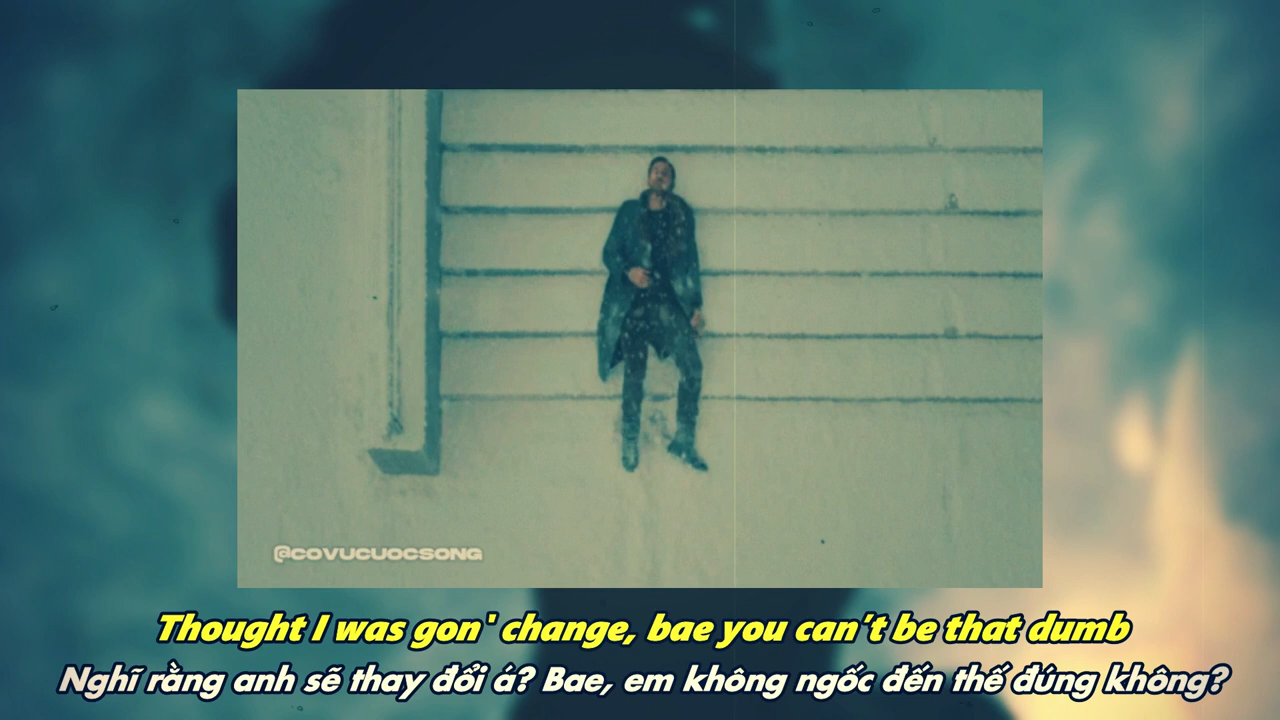 @COVUCUOCSONG
Thought I was gon' change, bae you can't be that dumb
Nghĩ rằng anh sẽ thay đổi á? Bae, em không ngốc đến thế đúng không?